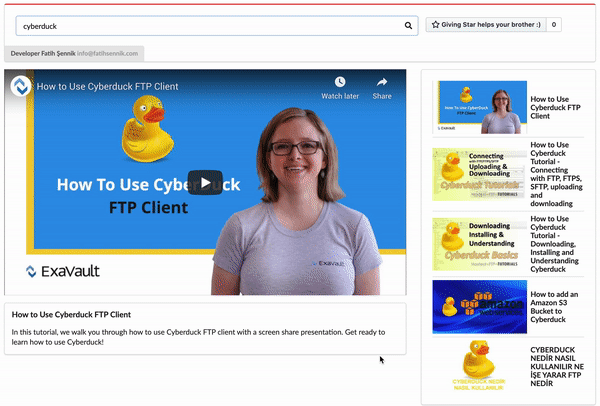 cyberduck
Giving Star helps your brother :)
0
Developer Fatih Şennik info@fatihsennik.com
How to Use Cyberduck FTP Client
Watch later
Share
How To Use Cyberduck
FTP Client
ExaVault
ExaVault
How to Use Cyberduck FTP Client
In this tutorial, we walk you through how to use Cyberduck FTP client with a screen share presentation. Get ready to
learn how to use Cyberduck!
How To Use CyberDuck
FTP Client
ExaVault
How to Use
Cyberduck FTP
Client
Connecting
Uploading &
Downloading
Cyberduck Tutorials
How to Use
Cyberduck
Tutorial -
Connecting
with FTP, FTPS,
SFTP, uploading
and
downloading
Downloading
Installing &
Understanding
Cyberduck Basics
TUTORIALS
How to Use
Cyberduck
Tutorial -
Downloading,
Installing and
Understanding
Cyberduck
amazon
How to add an
Amazon S3
Bucket to
Cyberduck
CYBERDUCK NEDİR
NASIL KULLANILIR
CYBERDUCK
NEDİR NASIL
KULLANILIR NE
İŞE YARAR FTP
NEDİR